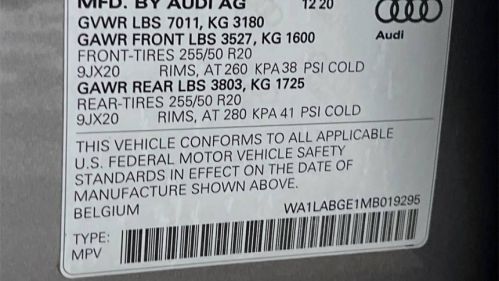 MFD. BY AUDI AG 12 20
GVWR LBS 7011, KG 3180
GAWR FRONT LBS 3527, KG 1600
FRONT-TIRES 255/50 R20
9JX20 RIMS, AT 260 KPA 38 PSI COLD
GAWR REAR LBS 3803, KG 1725
REAR-TIRES 255/50 R20
9JX20 RIMS, AT 280 KPA 41 PSI COLD
Audi
THIS VEHICLE CONFORMS TO ALL APPLICABLE
U.S. FEDERAL MOTOR VEHICLE SAFETY
STANDARDS IN EFFECT ON THE DATE OF
MANUFACTURE SHOWN ABOVE.
BELGIUM WA1LABGE1MB019295
TYPE:
MPV